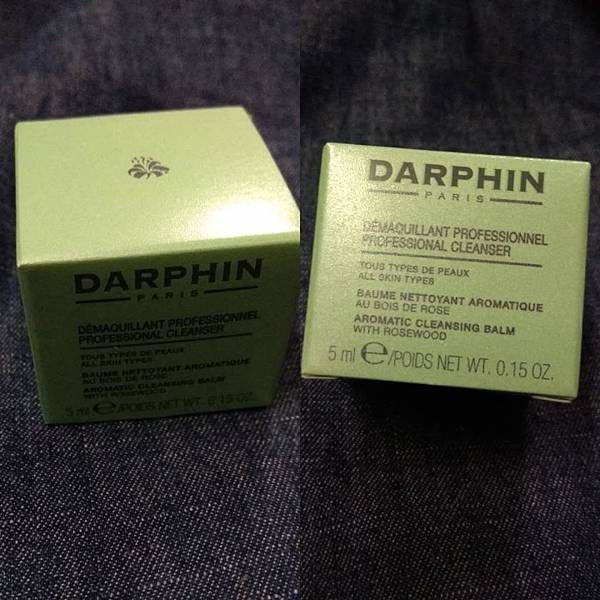 DARPHIN
PARIS
DÉMAQUILLANT PROFESSIONNEL
PROFESSIONAL CLEANSER
TOUS TYPES DE PEAUX
ALL SKIN TYPES
BAUME NETTOYANT AROMATIQUE
AU BOIS DE ROSE
AROMATIC CLEANSING BALM
WITH ROSEWOOD
5 ml ℮/POIDS NET WT. 0.15 OZ.
DARPHIN
PARIS
DÉMAQUILLANT PROFESSIONNEL
PROFESSIONAL CLEANSER
TOUS TYPES DE PEAUX
ALL SKIN TYPES
BAUME NETTOYANT AROMATIQUE
AU BOIS DE ROSE
AROMATIC CLEANSING BALM
WITH ROSEWOOD
5 ml ℮/POIDS NET WT. 0.15 OZ.